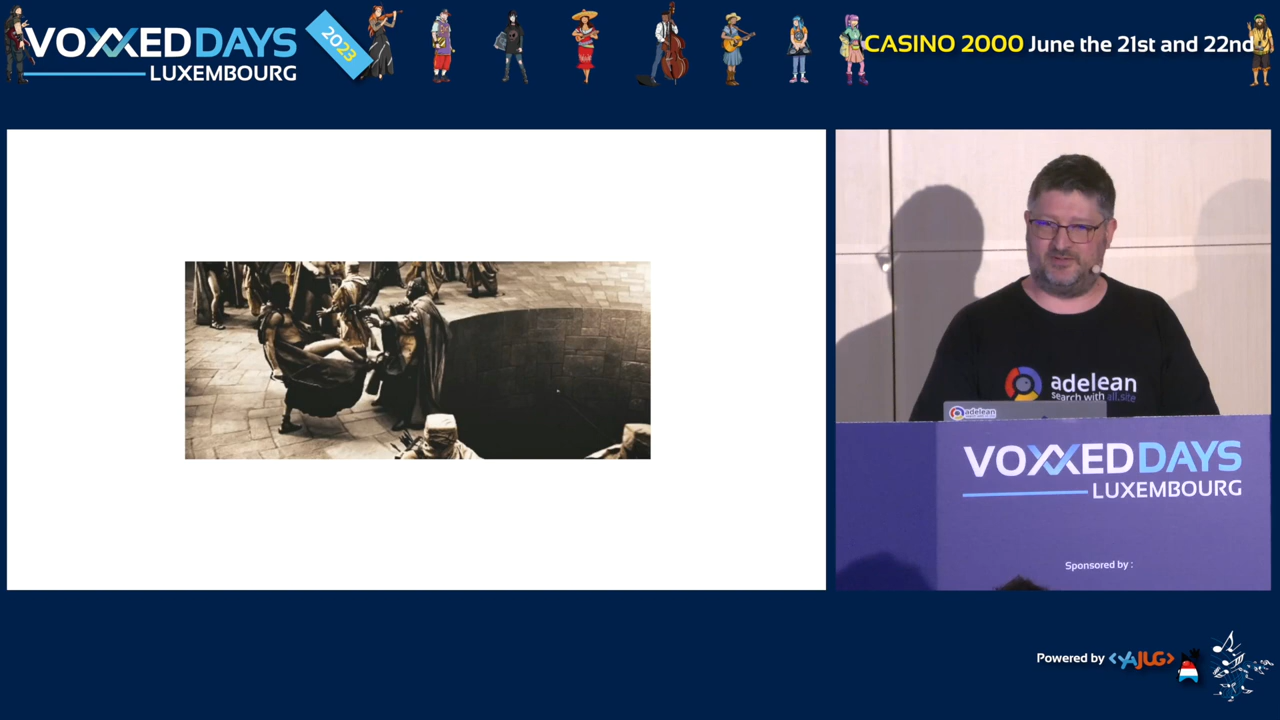 VOXXED DAYS
LUXEMBOURG
2023
CASINO 2000 June the 21st and 22nd
adelean
search with all.site
adelean
VOXXED DAYS
LUXEMBOURG
Sponsored by :
Powered by <YAJUG>